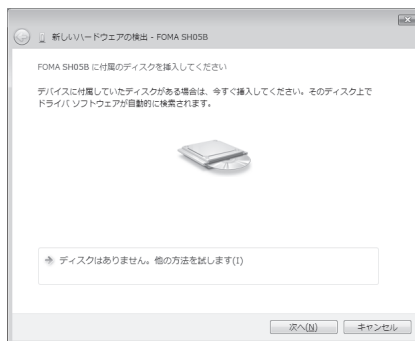 新しいハードウェアの検出 - FOMA SH05B
FOMA SH05B に付属のディスクを挿入してください
デバイスに付属していたディスクがある場合は、今すぐ挿入してください。そのディスク上で
ドライバ ソフトウェアが自動的に検索されます。
ディスクはありません。他の方法を試します(I)
次へ(N)
キャンセル